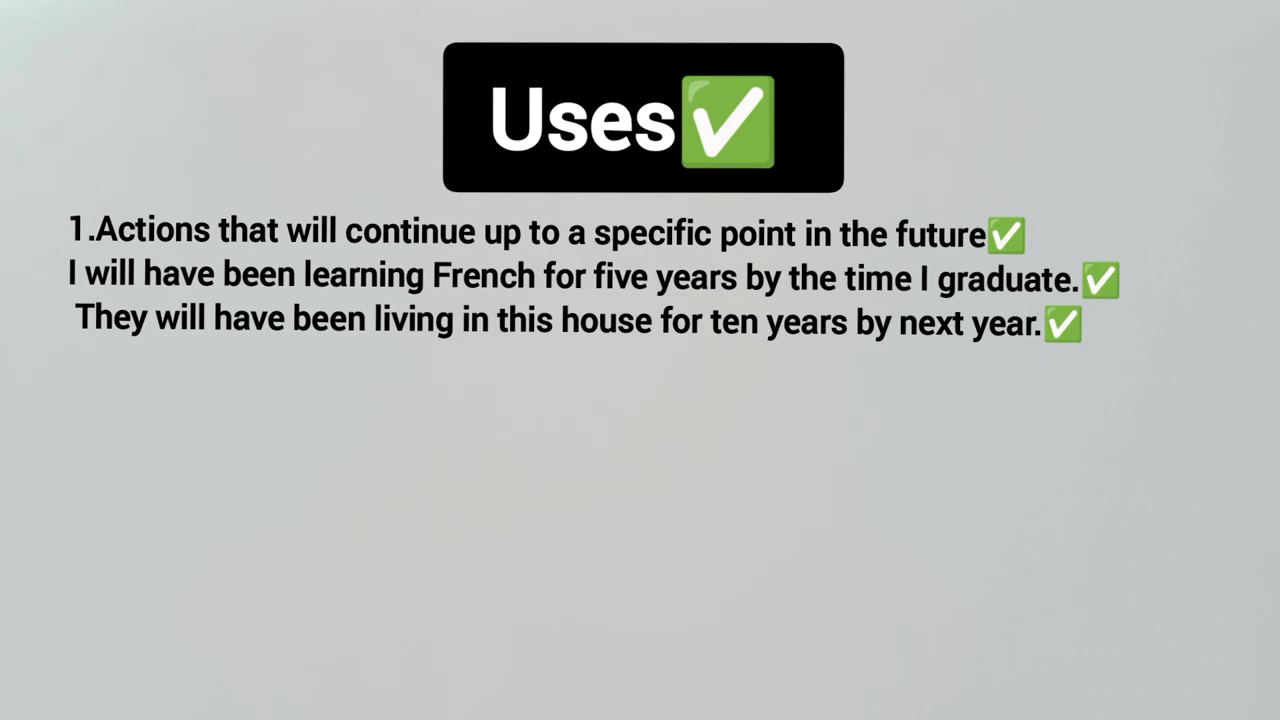 Uses✅
1.Actions that will continue up to a specific point in the future✅
I will have been learning French for five years by the time I graduate.✅
They will have been living in this house for ten years by next year.✅